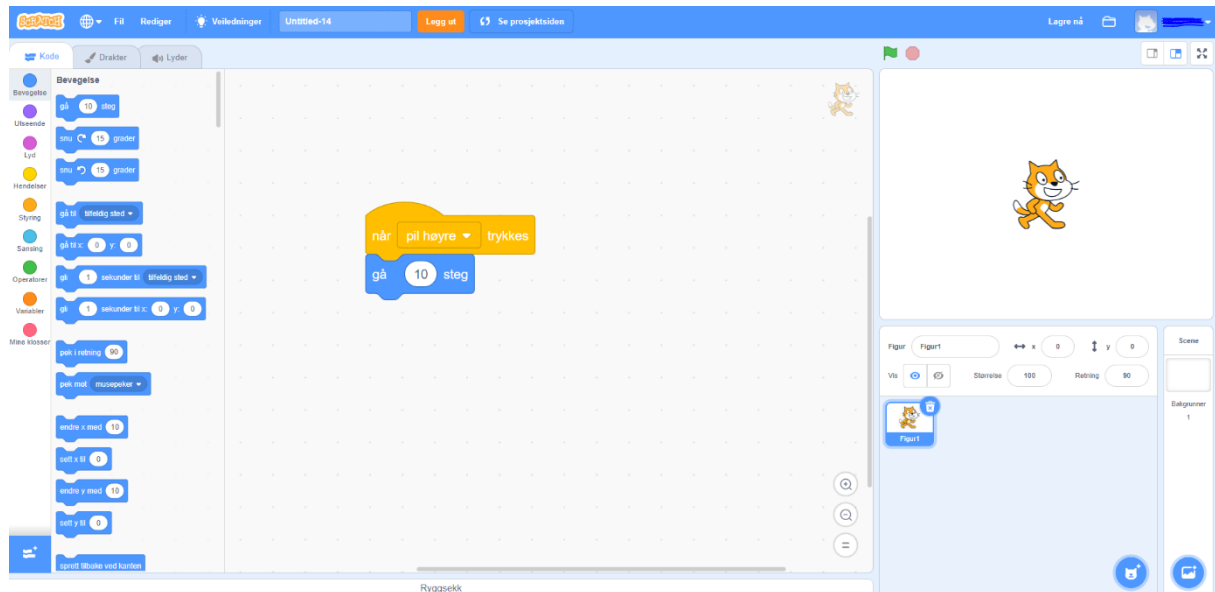 SCRATCH Fil Rediger Veiledninger Untitled-14 Legg ut Se prosjektsiden Lagre nå
Kode Drakter Lyder
Bevegelse
Utseende
Lyd
Hendelser
Styring
Sansing
Operatorer
Variabler
Mine klosser
Bevegelse
gå 10 steg
snu 15 grader
snu 15 grader
gå til tilfeldig sted
gå til x: 0 y: 0
gli 1 sekunder til tilfeldig sted
gli 1 sekunder til x: 0 y: 0
pek i retning 90
pek mot musepeker
endre x med 10
sett x til 0
endre y med 10
sett y til 0
sprett tilbake ved kanten
når pil høyre trykkes
gå 10 steg
Ryggsekk
Figur Figur1 x 0 y 0
Vis Størrelse 100 Retning 90
Figur1
Scene
Bakgrunner
1